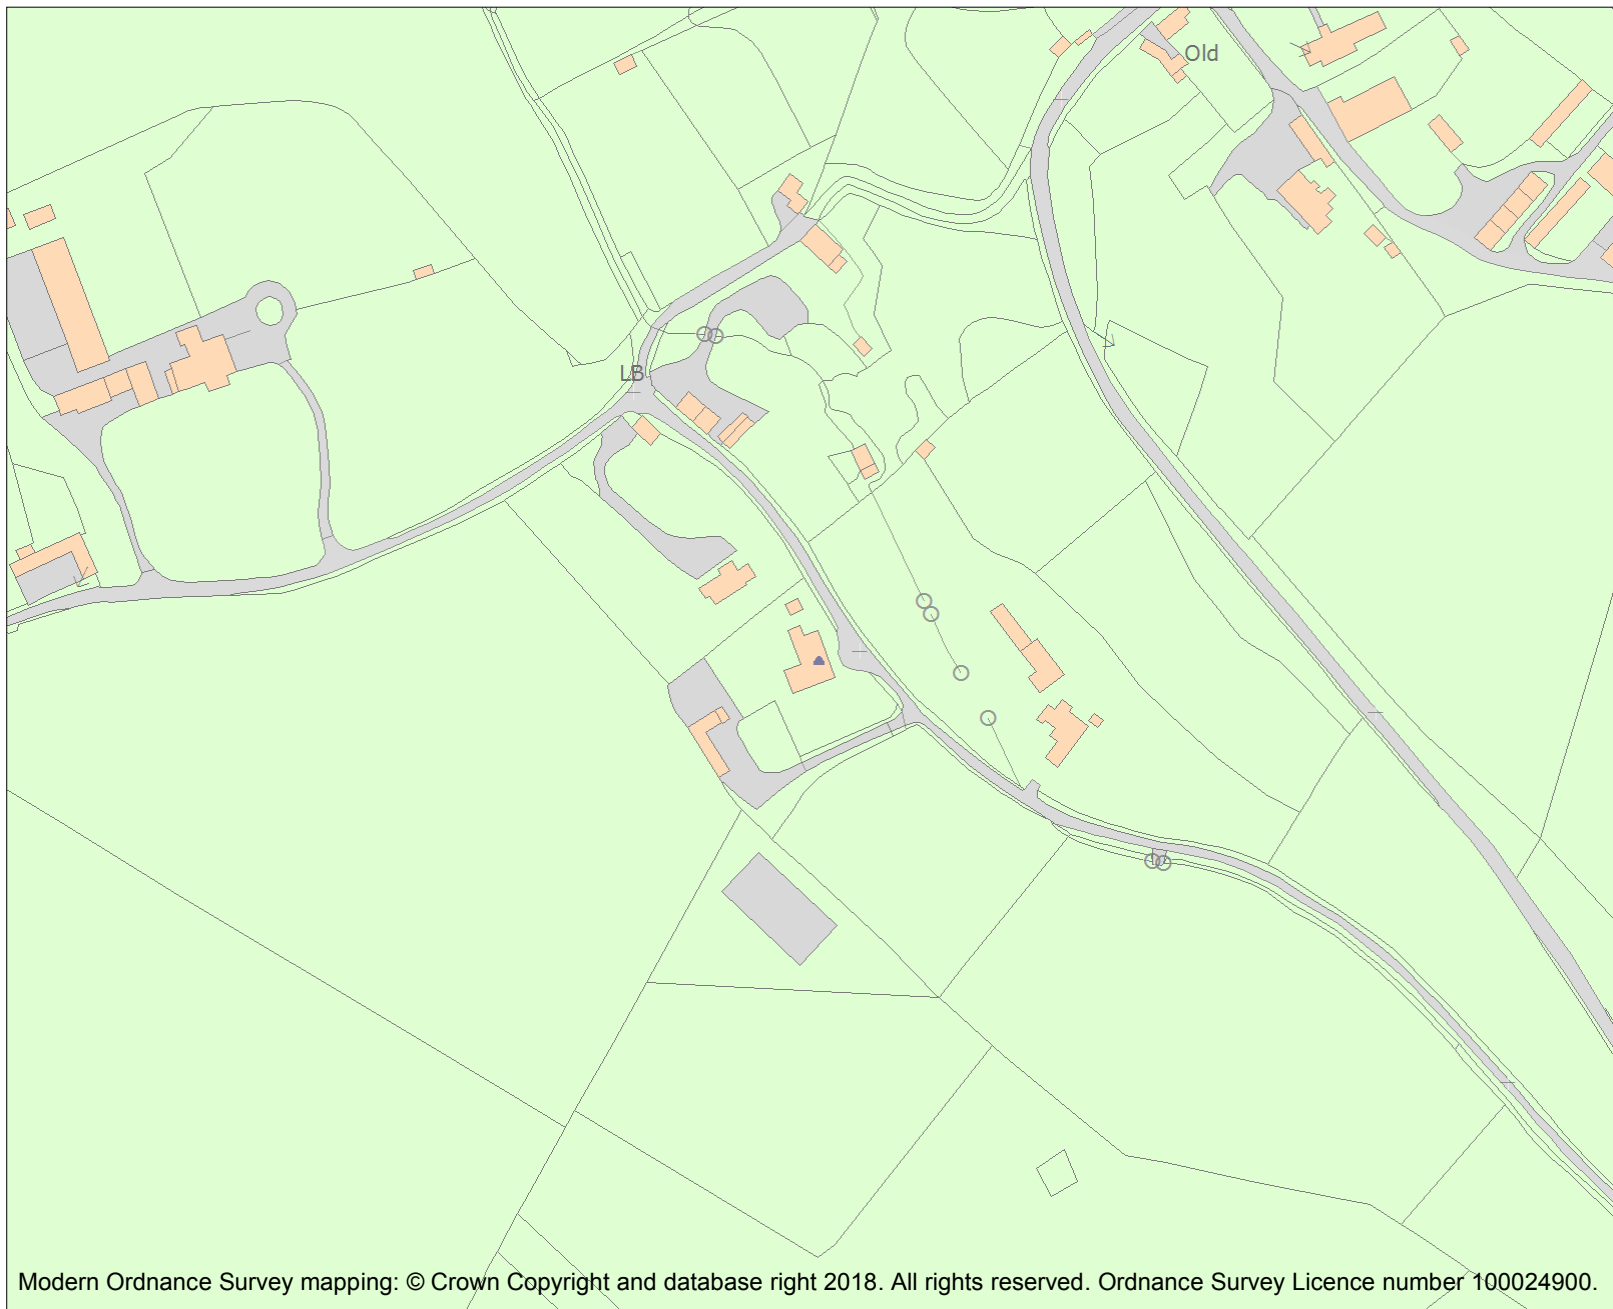 Old
LB
Modern Ordnance Survey mapping: © Crown Copyright and database right 2018. All rights reserved. Ordnance Survey Licence number 100024900.